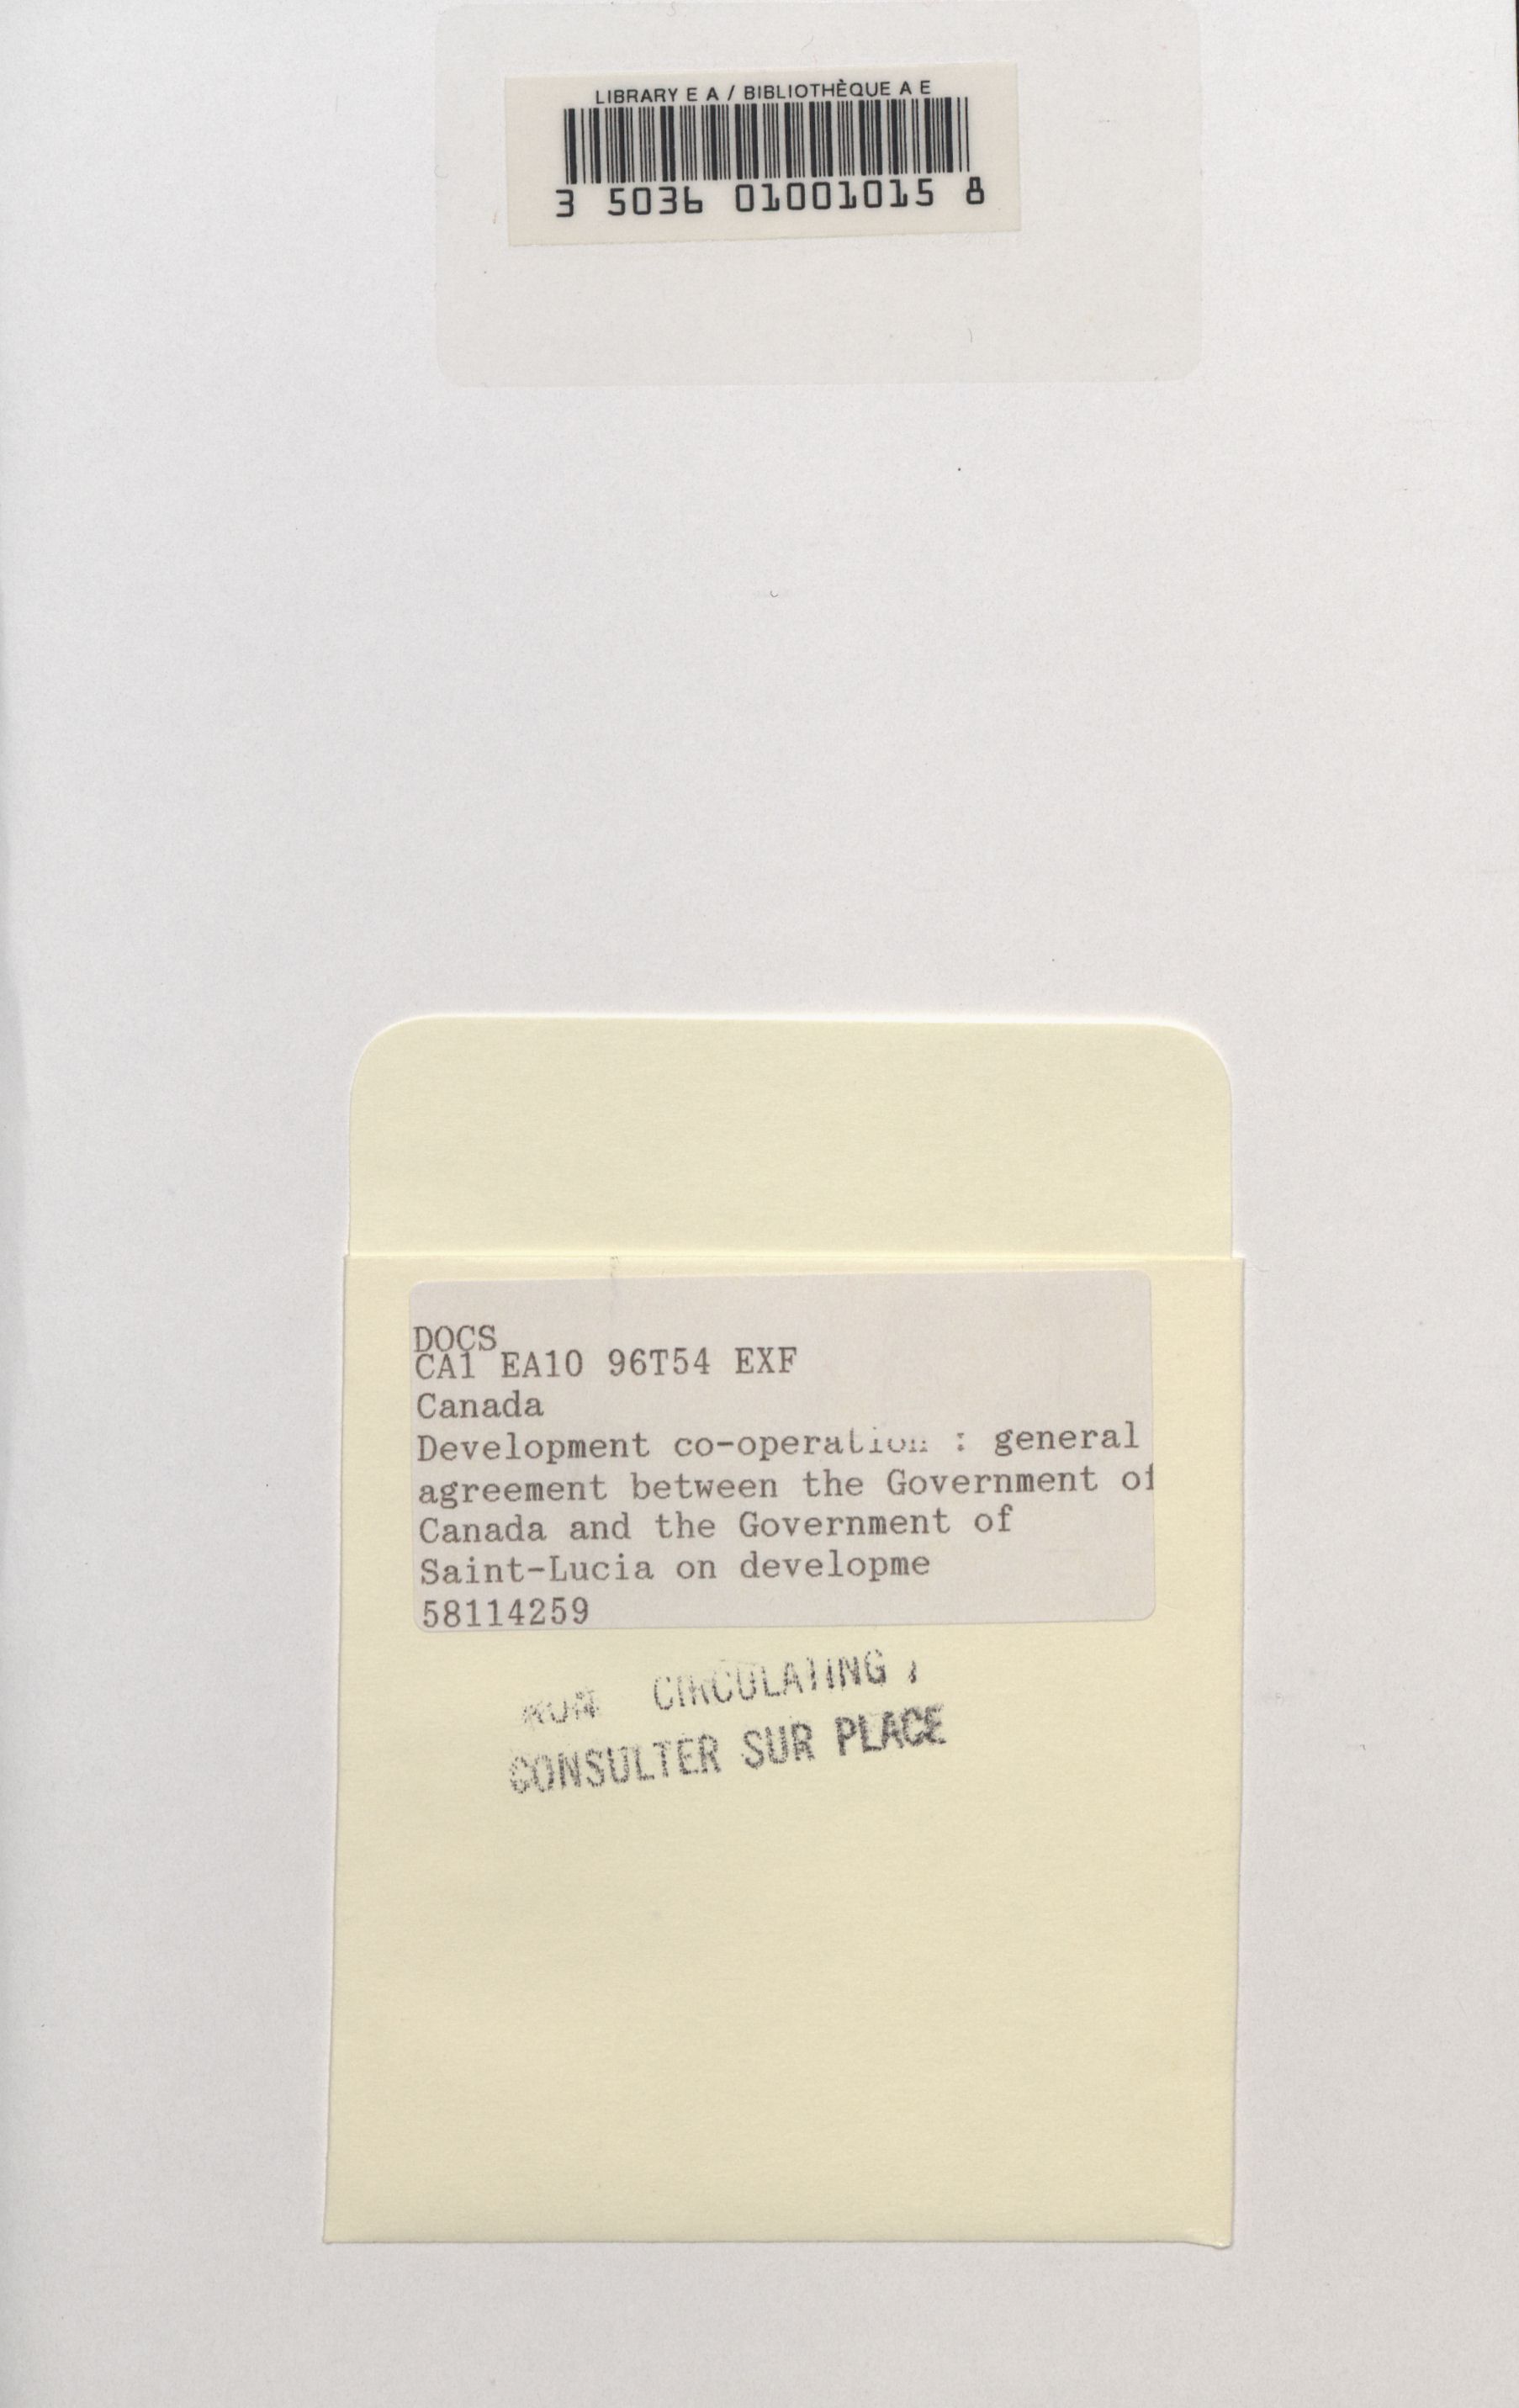 LIBRARY E A / BIBLIOTHÈQUE A E
3 5036 01001015 8
DOCS
CA1 EA10 96T54 EXF
Canada
Development co-operation : general
agreement between the Government of
Canada and the Government of
Saint-Lucia on developme
58114259
NON CIRCULATING /
CONSULTER SUR PLACE